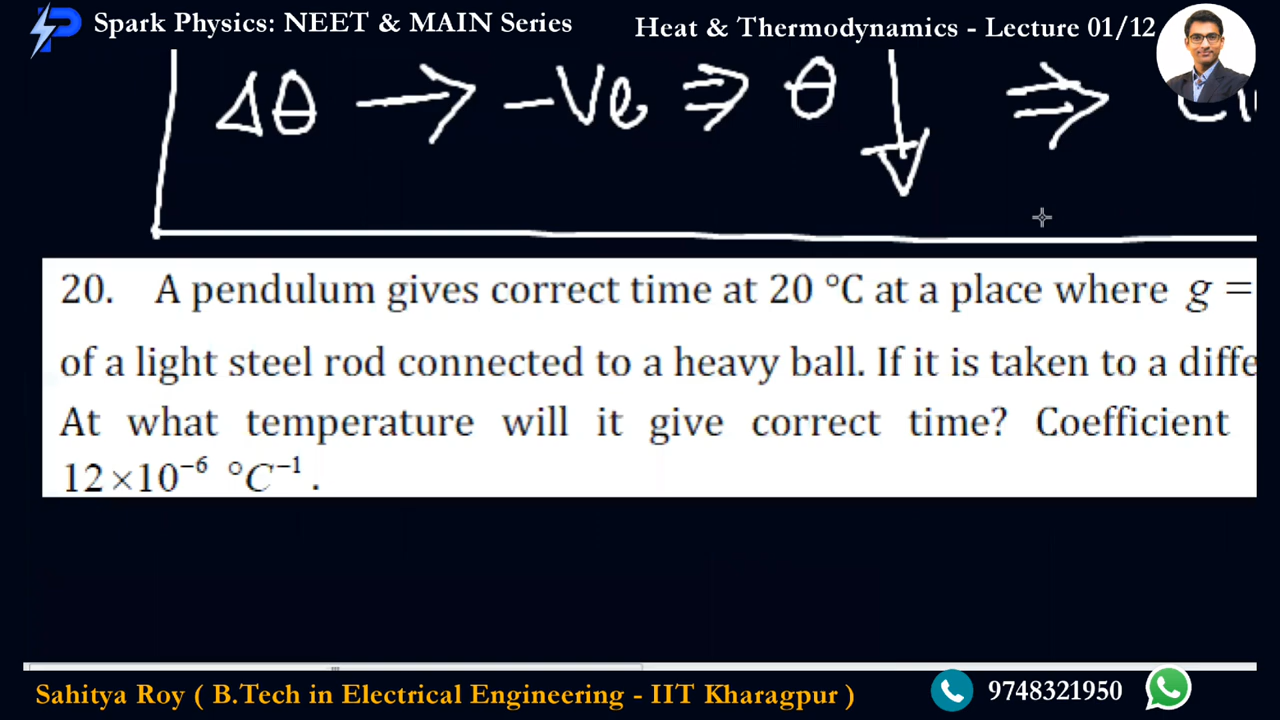 Spark Physics: NEET & MAIN Series
Heat & Thermodynamics - Lecture 01/12
Δθ → -Ve ⇒ θ ↓ ⇒
20. A pendulum gives correct time at 20 °C at a place where g =
of a light steel rod connected to a heavy ball. If it is taken to a diffe
At what temperature will it give correct time? Coefficient
12×10⁻⁶ °C⁻¹ .
Sahitya Roy ( B.Tech in Electrical Engineering - IIT Kharagpur )
9748321950